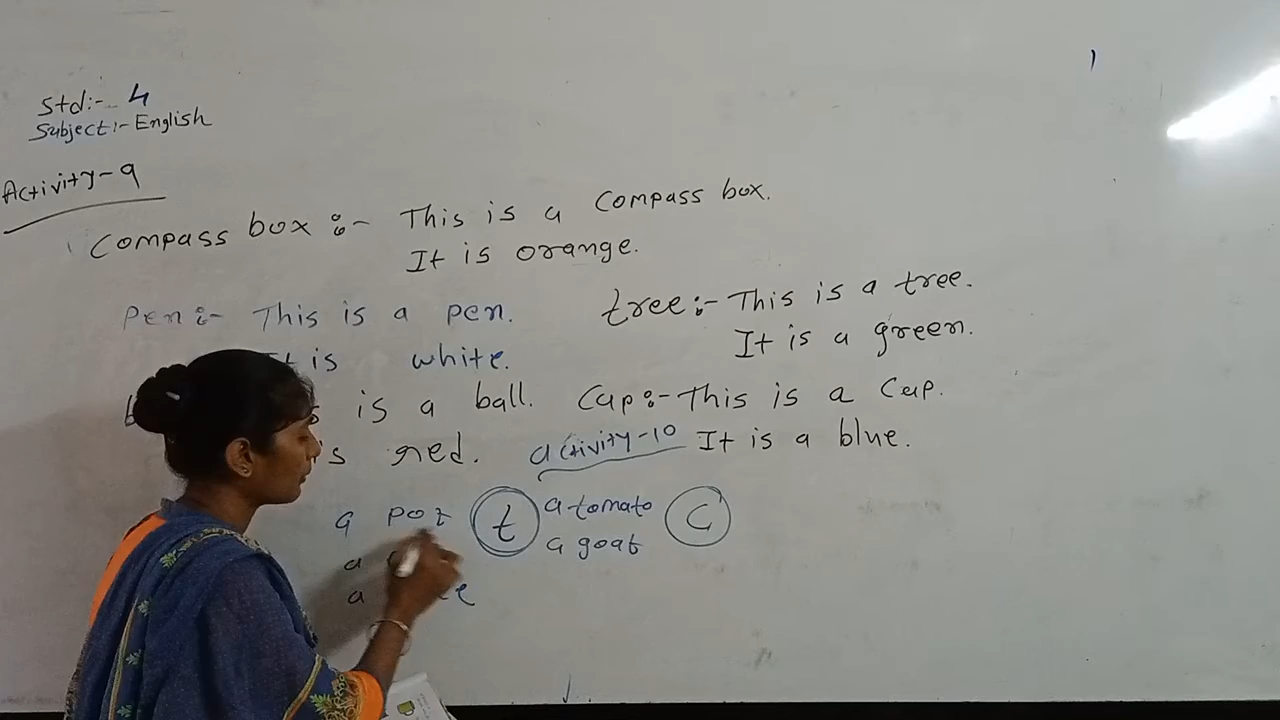 Std:- 4
Subject:- English
Activity-9
Compass box :- This is a Compass box.
It is orange.
Pen :- This is a pen.
is white.
tree :- This is a tree.
It is a green.
is a ball.
red.
Cap :- This is a Cap.
It is a blue.
activity-10
a pot
a
a
t
a tomato
a goat
C